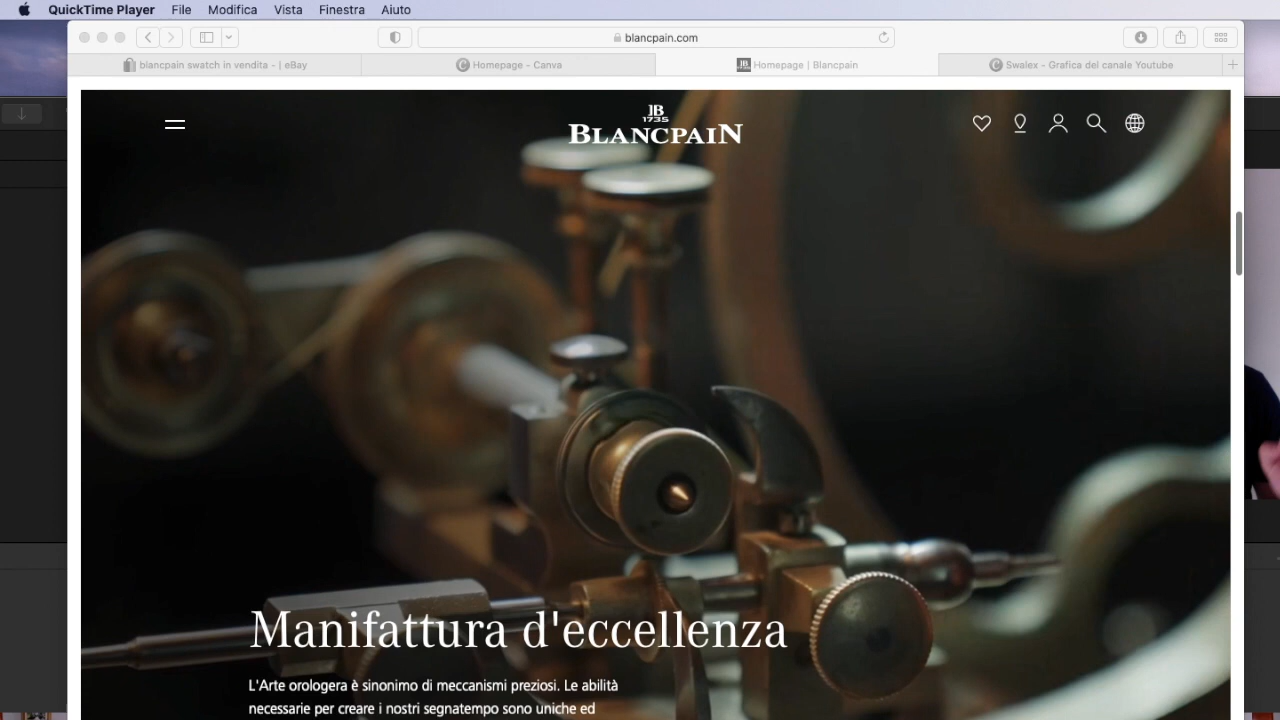 QuickTime Player File Modifica Vista Finestra Aiuto
blancpain.com
blancpain swatch in vendita - | eBay
Homepage - Canva
Homepage | Blancpain
Swalex - Grafica del canale Youtube
JB
1735
BLANCPAIN
Manifattura d'eccellenza
L'Arte orologera è sinonimo di meccanismi preziosi. Le abilità
necessarie per creare i nostri segnatempo sono uniche ed